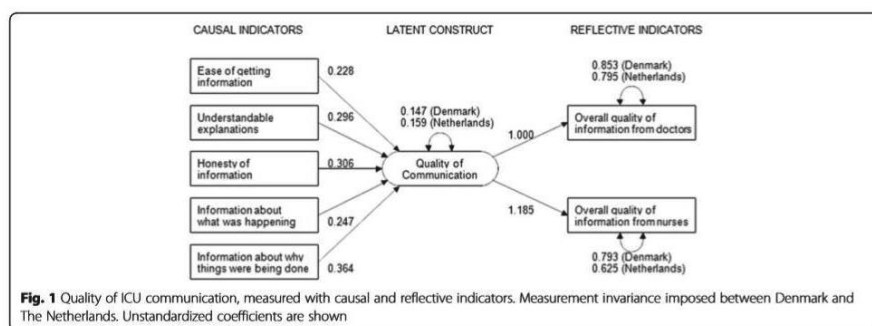 CAUSAL INDICATORS LATENT CONSTRUCT REFLECTIVE INDICATORS
Ease of getting
information
0.228
Understandable
explanations
0.296
Honesty of
information
0.306
Information about
what was happening
0.247
Information about why
things were being done
0.364
0.147 (Denmark)
0.159 (Netherlands)
Quality of
Communication
1.000
1.185
0.853 (Denmark)
0.795 (Netherlands)
Overall quality of
information from doctors
Overall quality of
information from nurses
0.793 (Denmark)
0.625 (Netherlands)
Fig. 1 Quality of ICU communication, measured with causal and reflective indicators. Measurement invariance imposed between Denmark and
The Netherlands. Unstandardized coefficients are shown